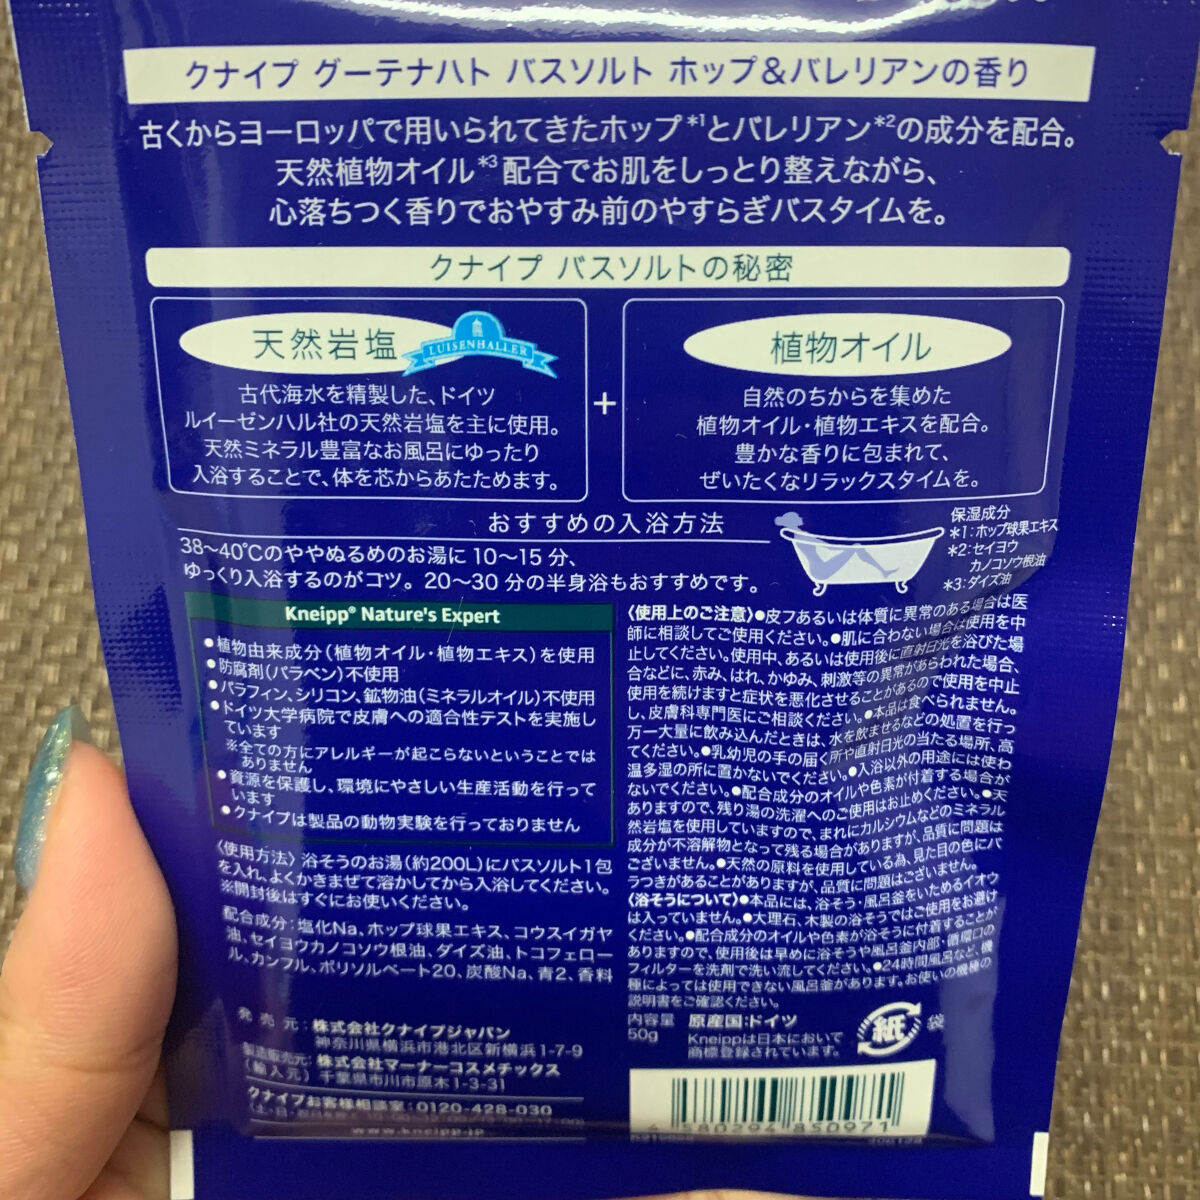 クナイプ グーテナハト バスソルト ホップ&バレリアンの香り
古くからヨーロッパで用いられてきたホップ*1とバレリアン*2の成分を配合。
天然植物オイル*3配合でお肌をしっとり整えながら、
心落ちつく香りでおやすみ前のやすらぎバスタイムを。
クナイプ バスソルトの秘密
天然岩塩
LUISENHALLER
古代海水を精製した、ドイツ
ルイーゼンハル社の天然岩塩を主に使用。
天然ミネラル豊富なお風呂にゆったり
入浴することで、体を芯からあたためます。
+
植物オイル
自然のちからを集めた
植物オイル・植物エキスを配合。
豊かな香りに包まれて、
ぜいたくなリラックスタイムを。
おすすめの入浴方法
38〜40℃のややぬるめのお湯に10〜15分、
ゆっくり入浴するのがコツ。20〜30分の半身浴もおすすめです。
保湿成分
*1:ホップ球果エキス
*2:セイヨウ
カノコソウ根油
*3:ダイズ油
Kneipp® Nature's Expert
●植物由来成分(植物オイル・植物エキス)を使用
●防腐剤(パラベン)不使用
●パラフィン、シリコン、鉱物油(ミネラルオイル)不使用
●ドイツ大学病院で皮膚への適合性テストを実施し
ています
※全ての方にアレルギーが起こらないということでは
ありません
●資源を保護し、環境にやさしい生産活動を行って
います
●クナイプは製品の動物実験を行っておりません
〈使用方法〉浴そうのお湯(約200L)にバスソルト1包
を入れ、よくかきまぜて溶かしてから入浴してください。
※開封後はすぐにお使いください。
配合成分:塩化Na、ホップ球果エキス、コウスイガヤ
油、セイヨウカノコソウ根油、ダイズ油、トコフェロー
ル、カンフル、ポリソルベート20、炭酸Na、青2、香料
発売元:株式会社クナイプジャパン
神奈川県横浜市港北区新横浜1-7-9
製造販売元:株式会社マーナーコスメチックス
(輸入元) 千葉県市川市原木1-3-31
クナイプお客様相談室:0120-428-030
www.kneipp.jp
〈使用上のご注意〉●皮フあるいは体質に異常のある場合は医
師に相談してご使用ください。●肌に合わない場合は使用を中
止してください。使用中、あるいは使用後に直射日光を浴びた場
合などに、赤み、はれ、かゆみ、刺激等の異常があらわれた場合、
使用を続けますと症状を悪化させることがあるので使用を中止
し、皮膚科専門医にご相談ください。●本品は食べられません。
万一大量に飲み込んだときは、水を飲ませるなどの処置を行っ
てください。●乳幼児の手の届く所や直射日光の当たる場所、高
温多湿の所に置かないでください。●入浴以外の用途には使わ
ないでください。●配合成分のオイルや色素が付着する場合が
ありますので、残り湯の洗濯へのご使用はお止めください。●天
然岩塩を使用していますので、まれにカルシウムなどのミネラル
成分が不溶解物となって残る場合がありますが、品質に問題は
ございません。●天然の原料を使用している為、見た目の色にバ
ラつきがあることがありますが、品質に問題はございません。
〈浴そうについて〉●本品には、浴そう・風呂釜をいためるイオウ
は入っていません。●大理石、木製の浴そうではご使用をお避け
ください。●配合成分のオイルや色素が浴そうに付着することが
ありますので、使用後は早めに浴そうや風呂釜内部・循環口の
フィルターを洗剤で洗い流してください。●24時間風呂など、機
種によっては使用できない風呂釜があります。お使いの機種の
説明書をご確認ください。
内容量
50g
原産国:ドイツ
Kneippは日本において
商標登録されています。
紙
袋
4 580294 850971